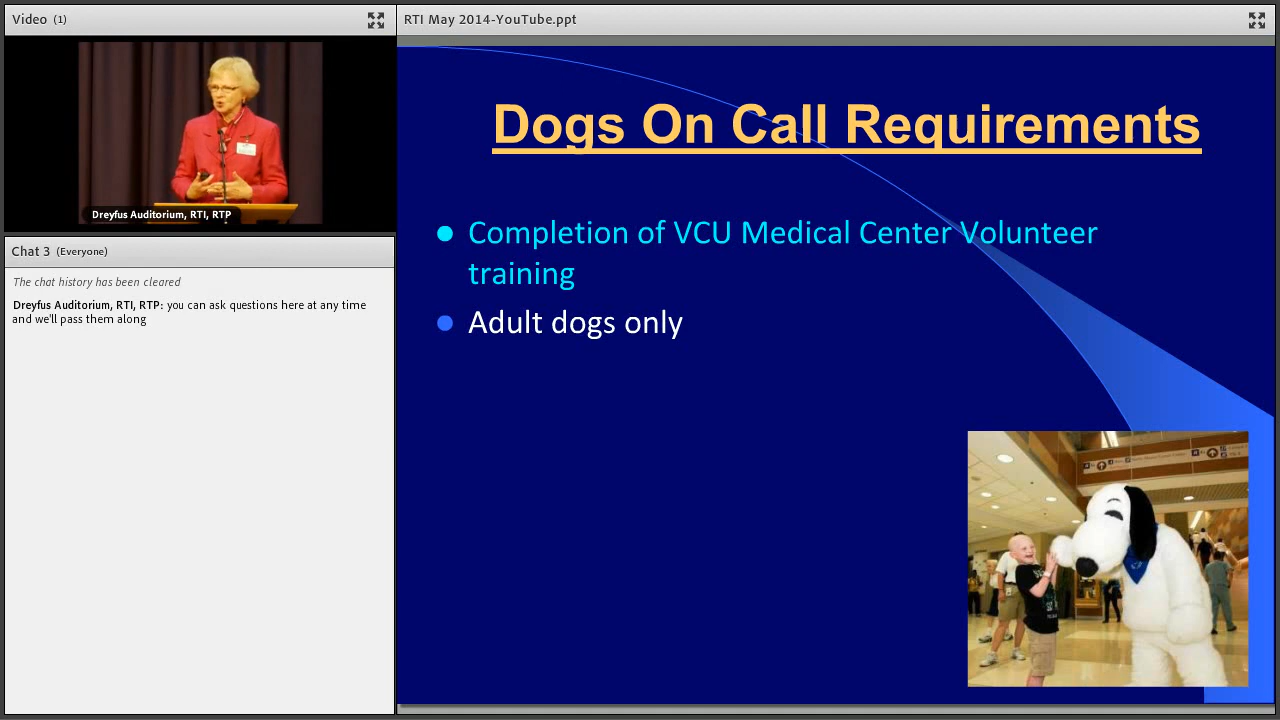 Video (1)
Dreyfus Auditorium, RTI, RTP
Chat 3 (Everyone)
The chat history has been cleared
Dreyfus Auditorium, RTI, RTP: you can ask questions here at any time
and we'll pass them along
RTI May 2014-YouTube.ppt
Dogs On Call Requirements
Completion of VCU Medical Center Volunteer
training
Adult dogs only